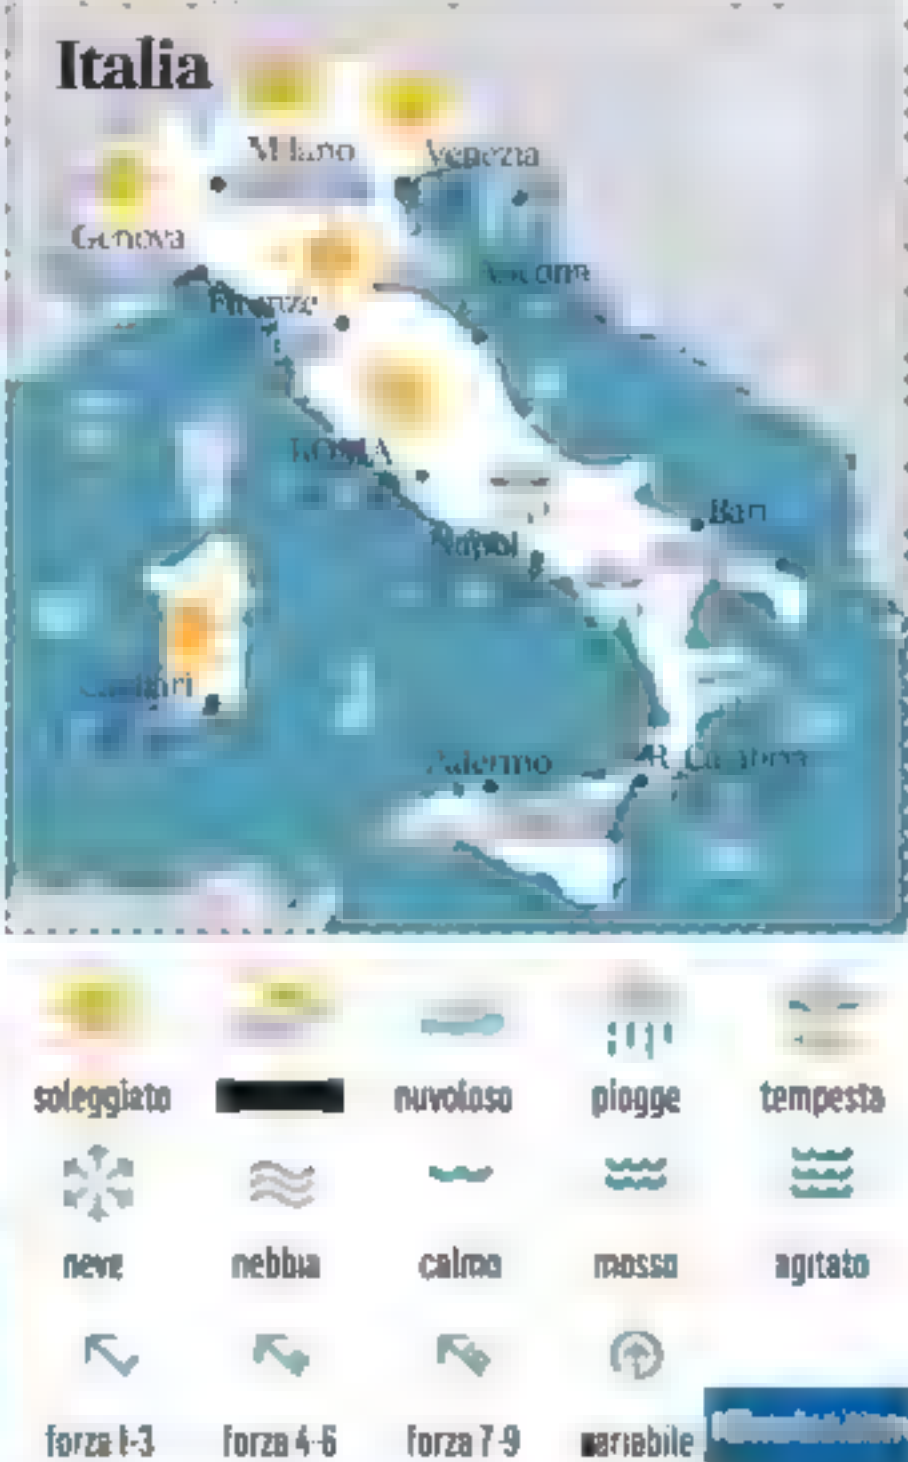 Italia
Milano
Venezia
Genova
Ancona
Firenze
ROMA
Bari
Napoli
Cagliari
Palermo
R. Calabria
soleggiato nuvoloso piogge tempesta
neve nebbia calmo mosso agitato
forza 1-3 forza 4-6 forza 7-9 variabile